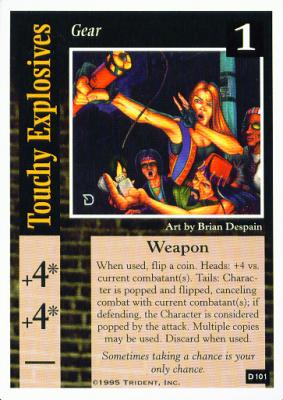 Touchy Explosives
Gear
1
D
Art by Brian Despain
+4*
+4*
—
Weapon
When used, flip a coin. Heads: +4 vs.
current combatant(s). Tails: Charac-
ter is popped and flipped, canceling
combat with current combatant(s); if
defending, the Character is considered
popped by the attack. Multiple copies
may be used. Discard when used.
Sometimes taking a chance is your
only chance.
©1995 TRIDENT, INC.
D101